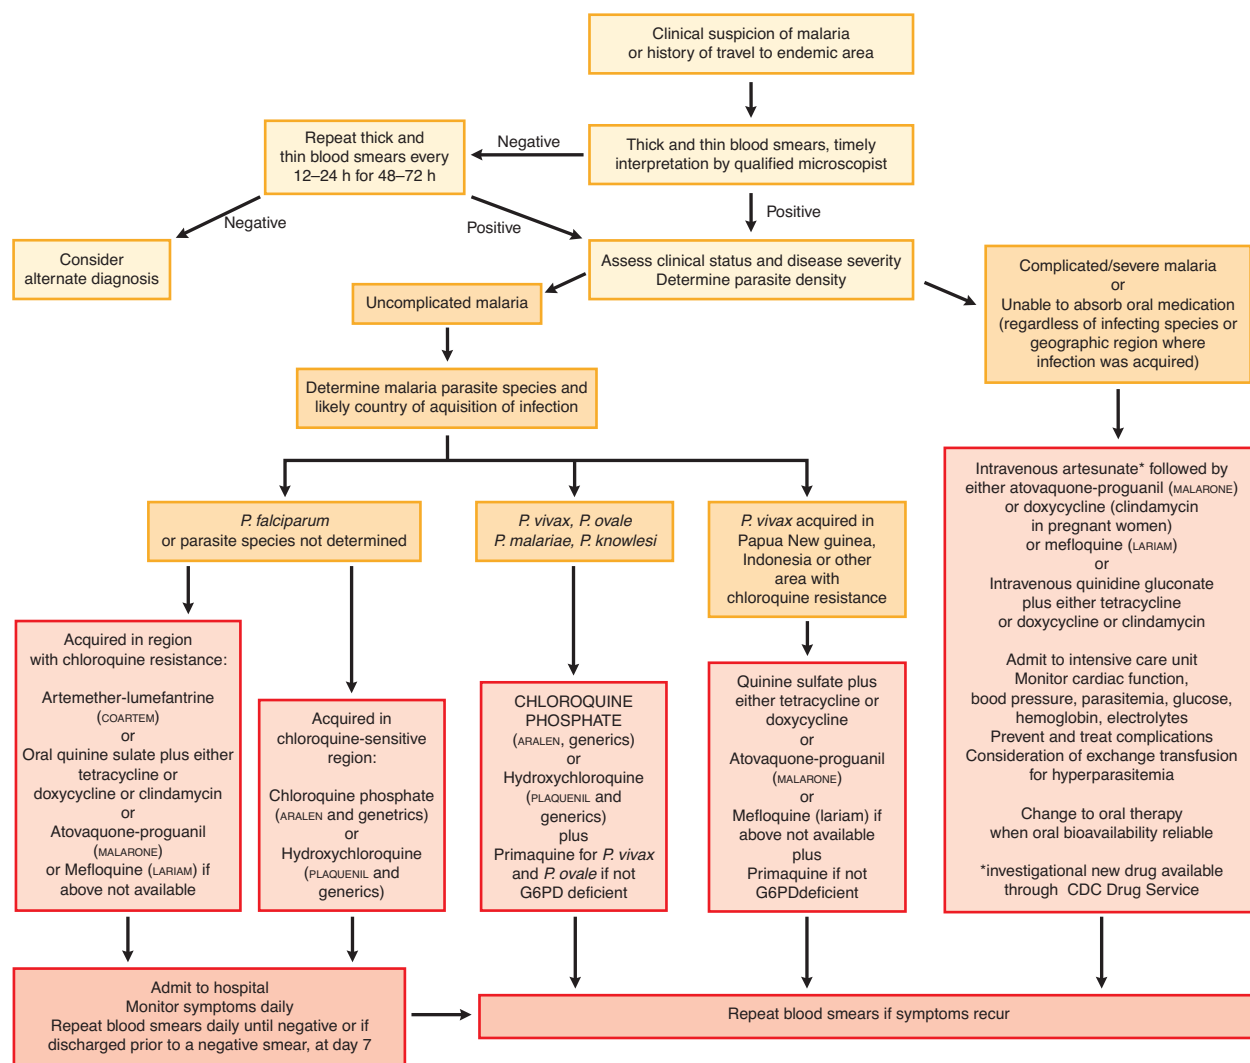 Clinical suspicion of malaria
or history of travel to endemic area
Negative
Repeat thick and
thin blood smears every
12–24 h for 48–72 h
Thick and thin blood smears, timely
interpretation by qualified microscopist
Negative
Positive
Positive
Consider
alternate diagnosis
Assess clinical status and disease severity
Determine parasite density
Complicated/severe malaria
or
Unable to absorb oral medication
(regardless of infecting species or
geographic region where
infection was acquired)
Uncomplicated malaria
Determine malaria parasite species and
likely country of aquisition of infection
P. falciparum
or parasite species not determined
P. vivax, P. ovale
P. malariae, P. knowlesi
P. vivax acquired in
Papua New guinea,
Indonesia or other
area with
chloroquine resistance
Acquired in region
with chloroquine resistance:
Artemether-lumefantrine
(COARTEM)
or
Oral quinine sulate plus either
tetracycline or
doxycycline or clindamycin
or
Atovaquone-proguanil
(MALARONE)
or Mefloquine (LARIAM) if
above not available
Acquired in
chloroquine-sensitive
region:
Chloroquine phosphate
(ARALEN and genetrics)
or
Hydroxychloroquine
(PLAQUENIL and
generics)
CHLOROQUINE
PHOSPHATE
(ARALEN, generics)
or
Hydroxychloroquine
(PLAQUENIL and
generics)
plus
Primaquine for P. vivax
and P. ovale if not
G6PD deficient
Quinine sulfate plus
either tetracycline or
doxycycline
or
Atovaquone-proguanil
(MALARONE)
or
Mefloquine (lariam) if
above not available
plus
Primaquine if not
G6PDdeficient
Intravenous artesunate* followed by
either atovaquone-proguanil (MALARONE)
or doxycycline (clindamycin
in pregnant women)
or mefloquine (LARIAM)
or
Intravenous quinidine gluconate
plus either tetracycline
or doxycycline or clindamycin
Admit to intensive care unit
Monitor cardiac function,
bood pressure, parasitemia, glucose,
hemoglobin, electrolytes
Prevent and treat complications
Consideration of exchange transfusion
for hyperparasitemia
Change to oral therapy
when oral bioavailability reliable
*investigational new drug available
through CDC Drug Service
Admit to hospital
Monitor symptoms daily
Repeat blood smears daily until negative or if
discharged prior to a negative smear, at day 7
Repeat blood smears if symptoms recur